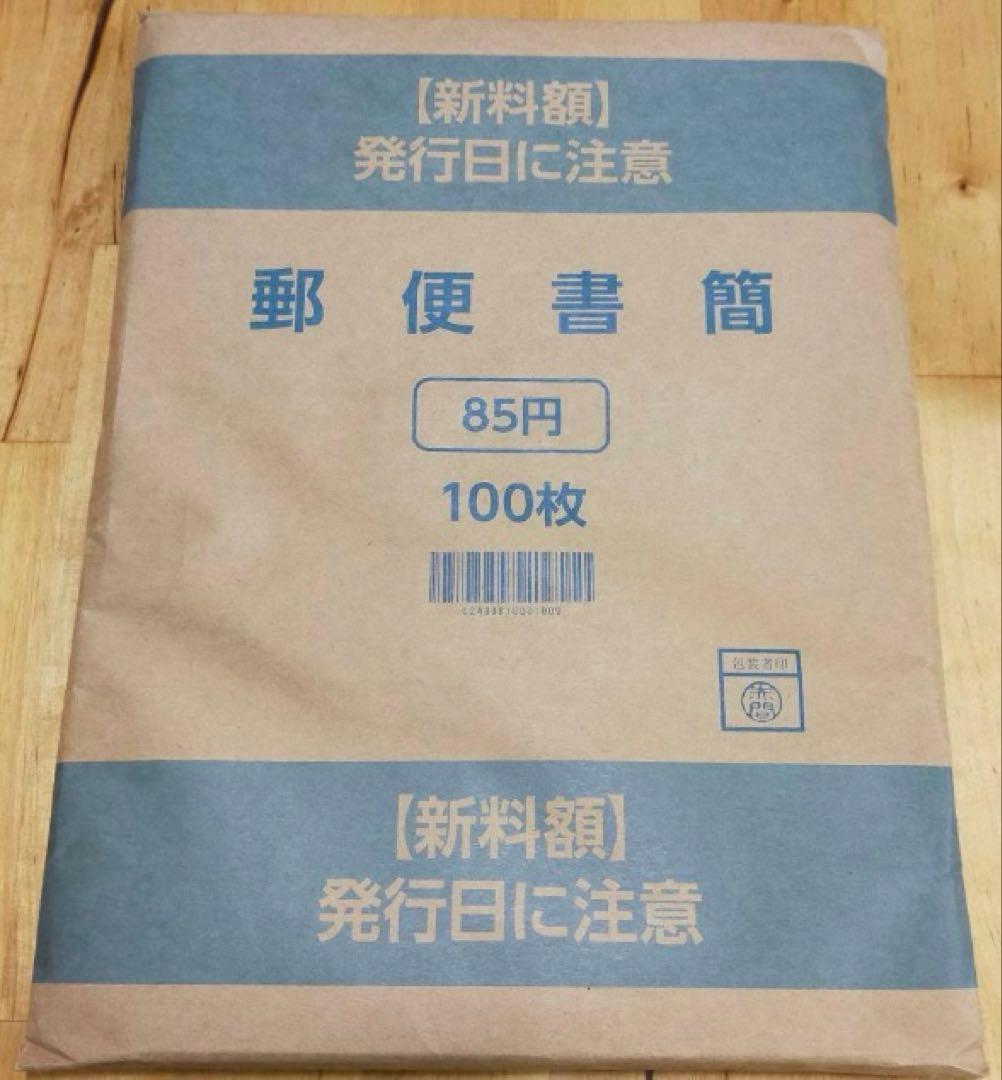 【新料額】
発行日に注意
郵便書簡
85円
100枚
包装者印
【新料額】
発行日に注意